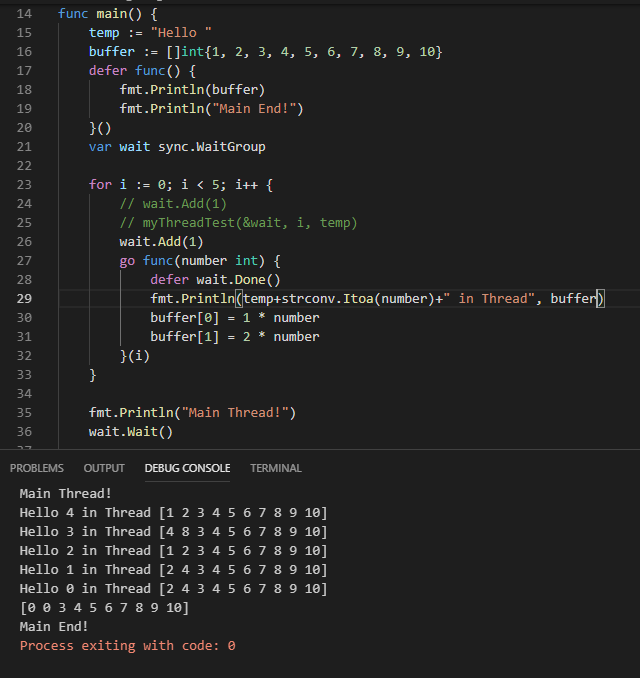 14 func main() {
15 temp := "Hello "
16 buffer := []int{1, 2, 3, 4, 5, 6, 7, 8, 9, 10}
17 defer func() {
18 fmt.Println(buffer)
19 fmt.Println("Main End!")
20 }()
21 var wait sync.WaitGroup
22
23 for i := 0; i < 5; i++ {
24 // wait.Add(1)
25 // myThreadTest(&wait, i, temp)
26 wait.Add(1)
27 go func(number int) {
28 defer wait.Done()
29 fmt.Println(temp+strconv.Itoa(number)+" in Thread", buffer)
30 buffer[0] = 1 * number
31 buffer[1] = 2 * number
32 }(i)
33 }
34
35 fmt.Println("Main Thread!")
36 wait.Wait()
PROBLEMS OUTPUT DEBUG CONSOLE TERMINAL
Main Thread!
Hello 4 in Thread [1 2 3 4 5 6 7 8 9 10]
Hello 3 in Thread [4 8 3 4 5 6 7 8 9 10]
Hello 2 in Thread [1 2 3 4 5 6 7 8 9 10]
Hello 1 in Thread [2 4 3 4 5 6 7 8 9 10]
Hello 0 in Thread [2 4 3 4 5 6 7 8 9 10]
[0 0 3 4 5 6 7 8 9 10]
Main End!
Process exiting with code: 0